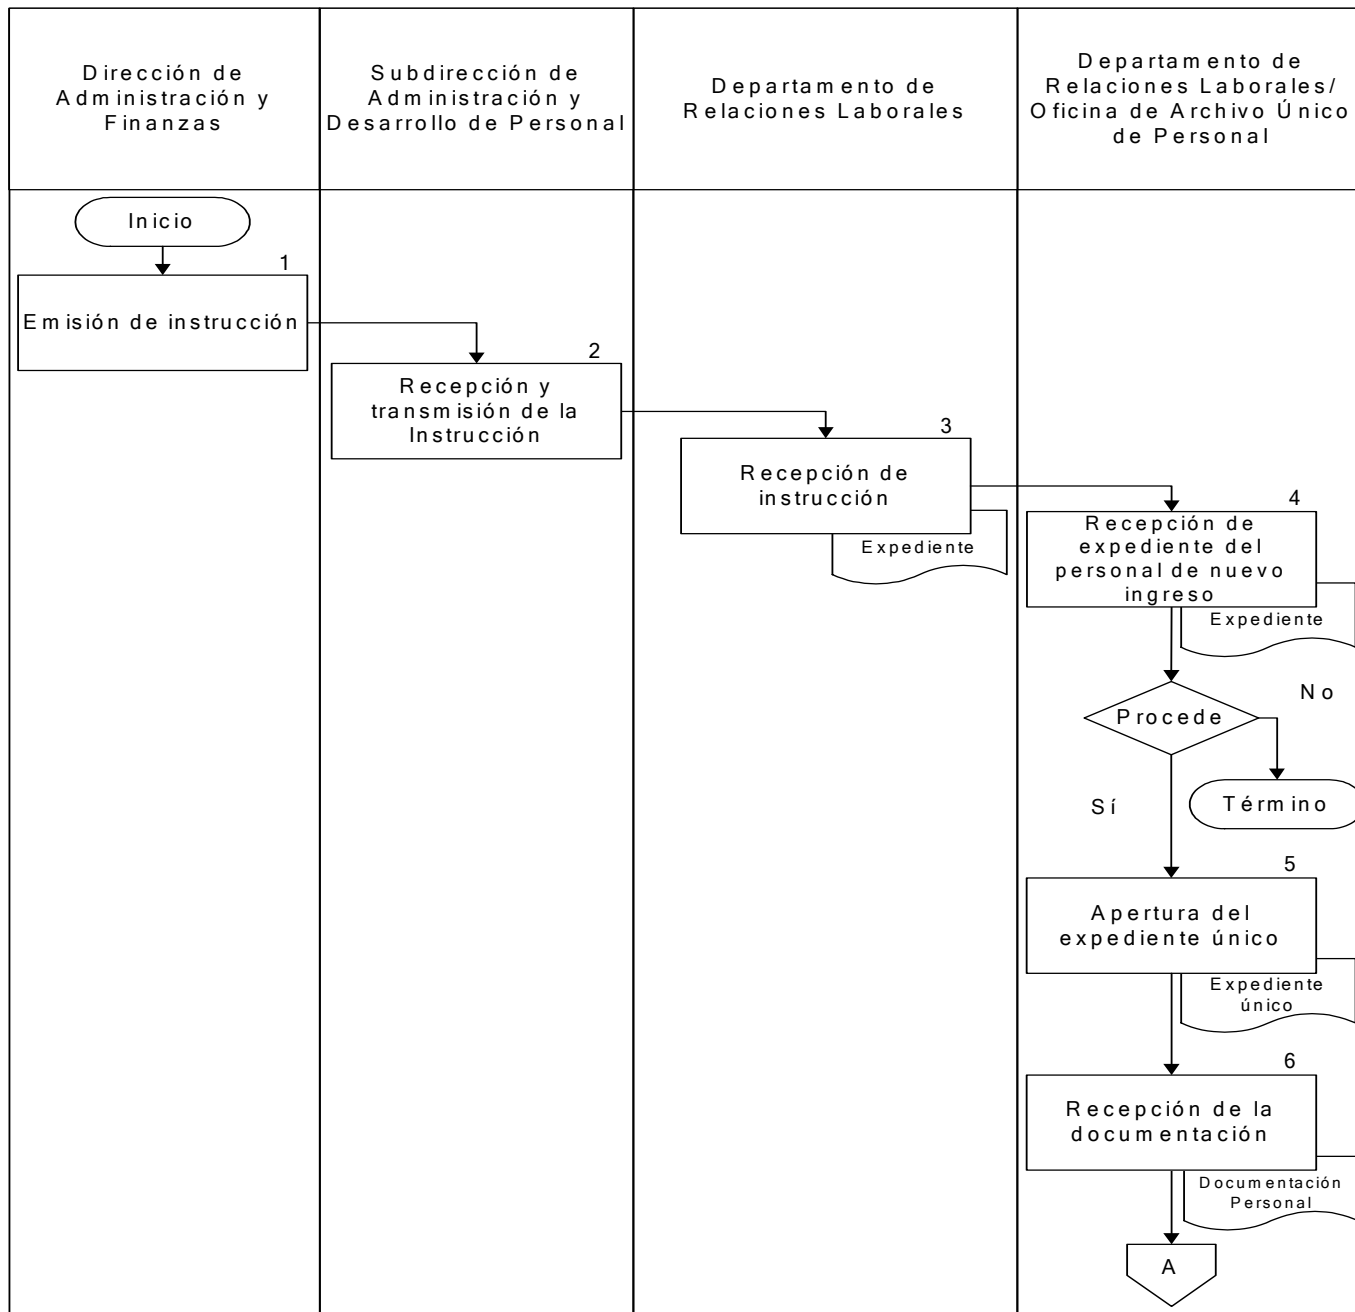 Dirección de
Administración y
Finanzas
Subdirección de
Administración y
Desarrollo de Personal
Departamento de
Relaciones Laborales
Departamento de
Relaciones Laborales/
Oficina de Archivo Único
de Personal
Inicio
1
Emisión de instrucción
2
Recepción y
transmisión de la
Instrucción
3
Recepción de
instrucción
Expediente
4
Recepción de
expediente del
personal de nuevo
ingreso
Expediente
Procede
No
Término
Sí
5
Apertura del
expediente único
Expediente
único
6
Recepción de la
documentación
Documentación
Personal
A